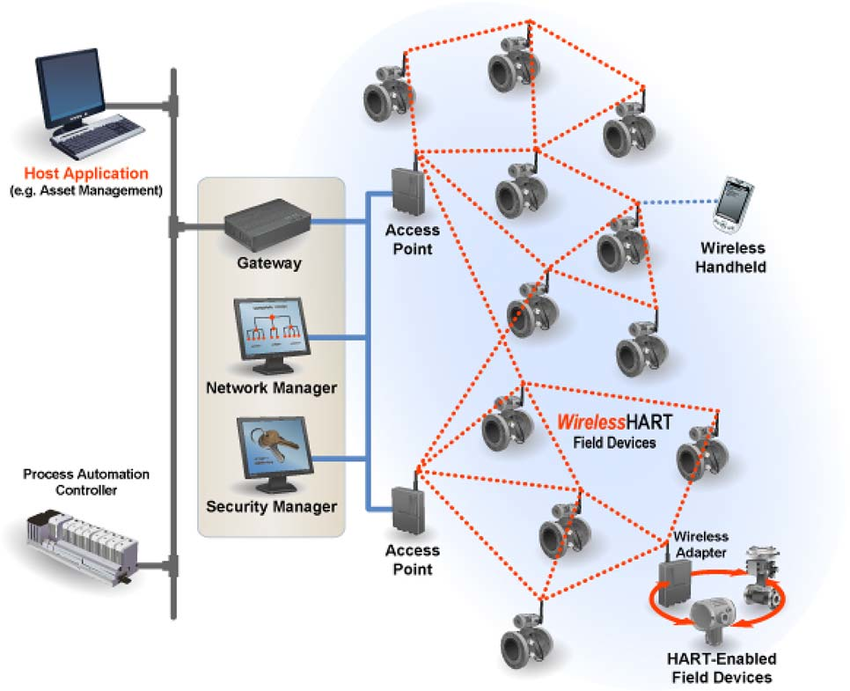 Host Application
(e.g. Asset Management)
Gateway
Network Manager
Security Manager
Process Automation
Controller
Access
Point
Access
Point
Wireless
Handheld
WirelessHART
Field Devices
Wireless
Adapter
HART-Enabled
Field Devices